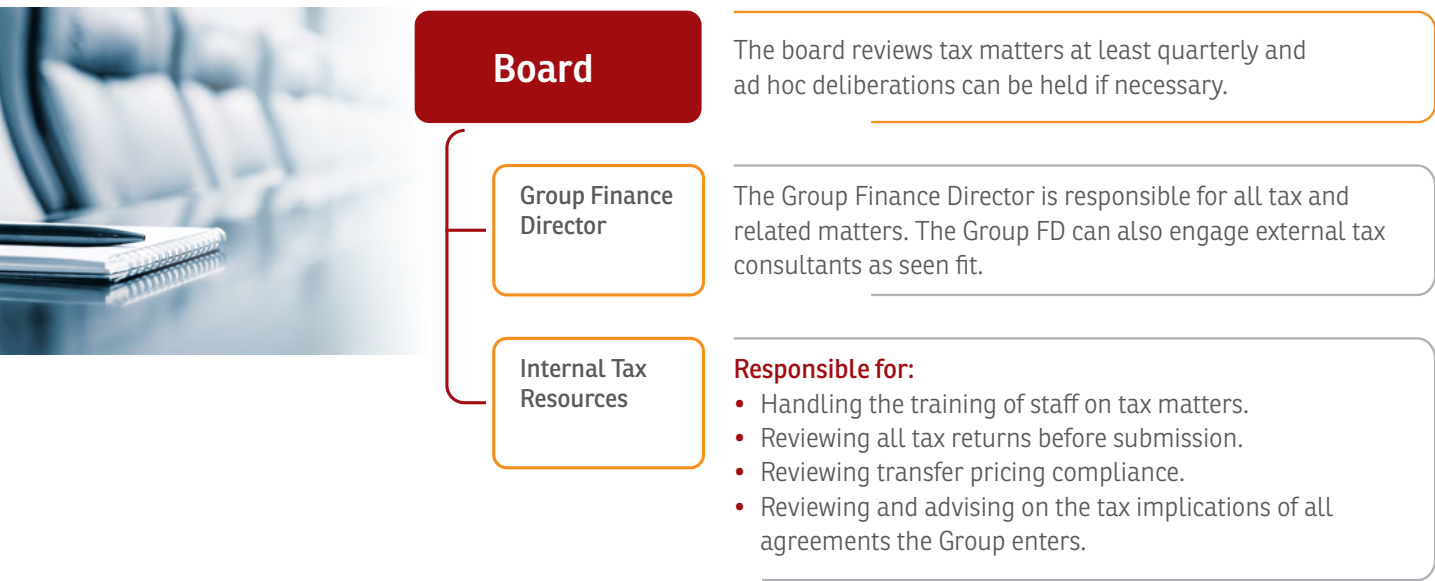 Board
The board reviews tax matters at least quarterly and
ad hoc deliberations can be held if necessary.
Group Finance
Director
The Group Finance Director is responsible for all tax and
related matters. The Group FD can also engage external tax
consultants as seen fit.
Internal Tax
Resources
Responsible for:
• Handling the training of staff on tax matters.
• Reviewing all tax returns before submission.
• Reviewing transfer pricing compliance.
• Reviewing and advising on the tax implications of all
agreements the Group enters.